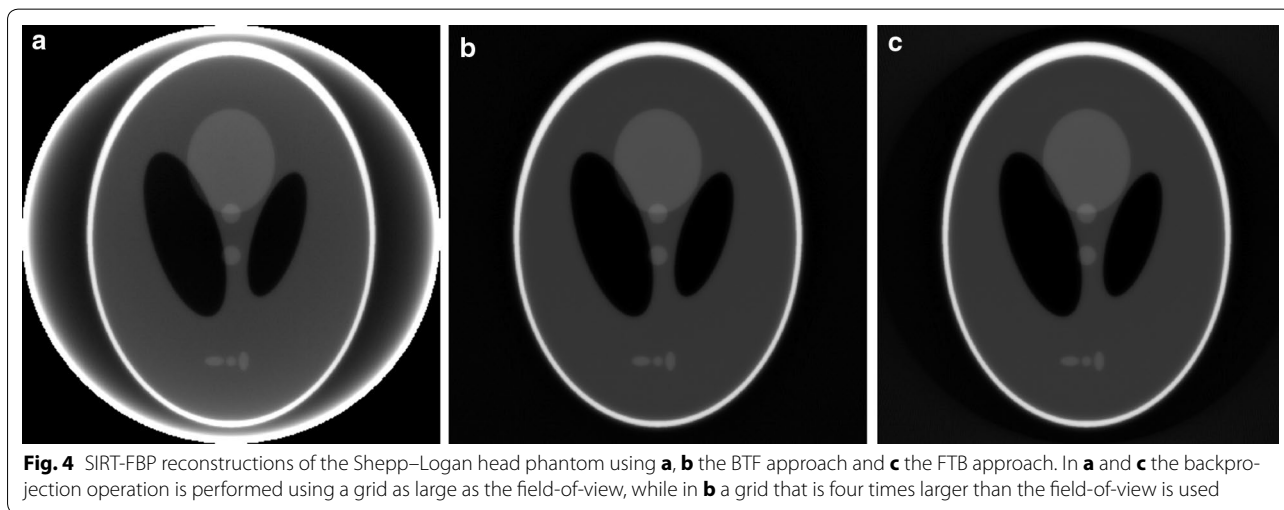 a
b
c
Fig. 4 SIRT-FBP reconstructions of the Shepp–Logan head phantom using a, b the BTF approach and c the FTB approach. In a and c the backpro-
jection operation is performed using a grid as large as the field-of-view, while in b a grid that is four times larger than the field-of-view is used